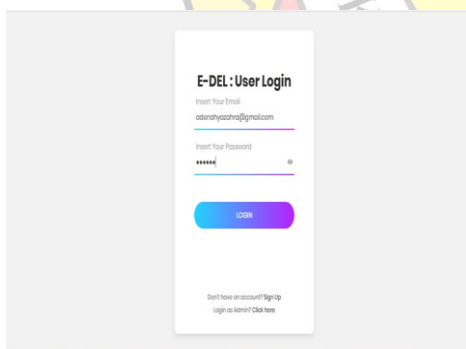 E-DEL : User Login
Insert Your Email
adenahyazahra@gmail.com
Insert Your Password
••••••
LOGIN
Don't have an account? Sign Up
Login as Admin? Click here